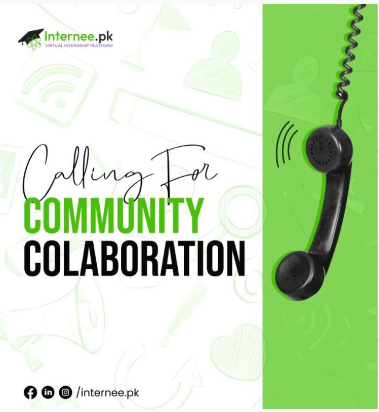 Internee.pk
VIRTUAL INTERNSHIP PLATFORM
Calling For
COMMUNITY
COLABORATION
/internee.pk